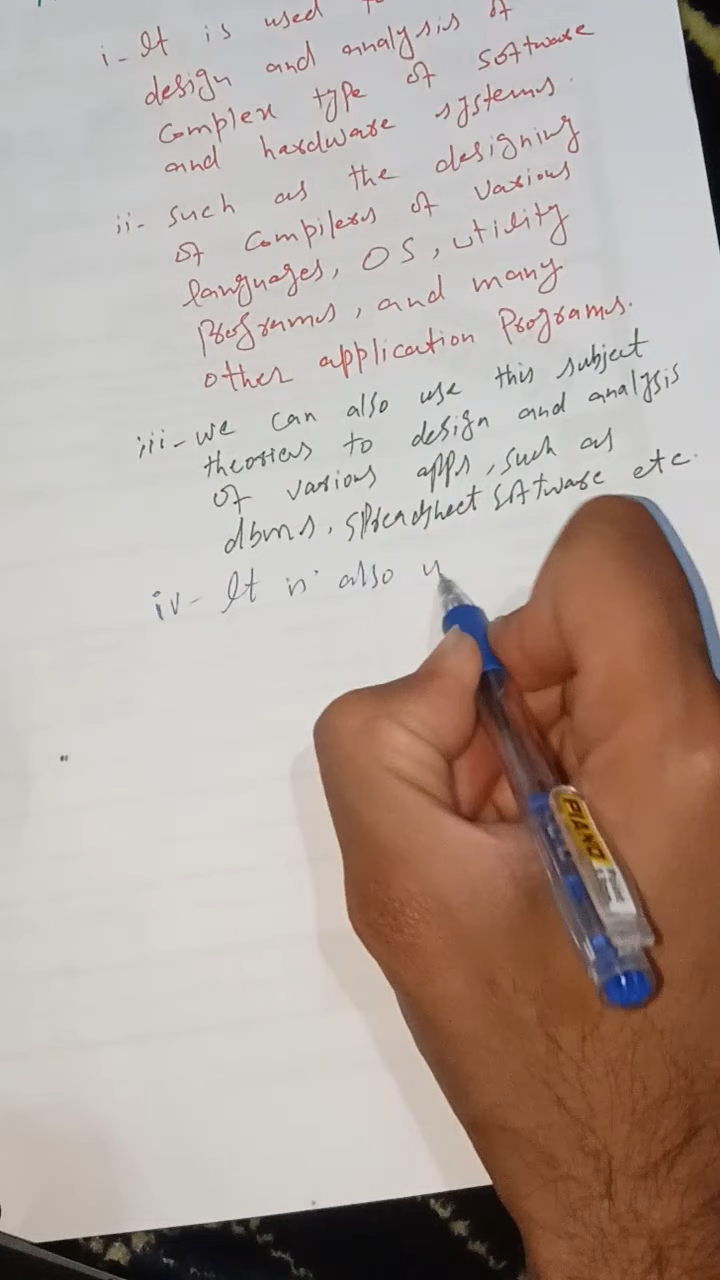 i- It is used to
design and analysis of
complex type of software
and hardware systems.
ii- Such as the designing
of compilers of various
languages, OS, utility
programs, and many
other application Programs.
iii- we can also use this subject
theories to design and analysis
of various apps, such as
dbms, spreadsheet software etc.
iv- It is also u
PIANO